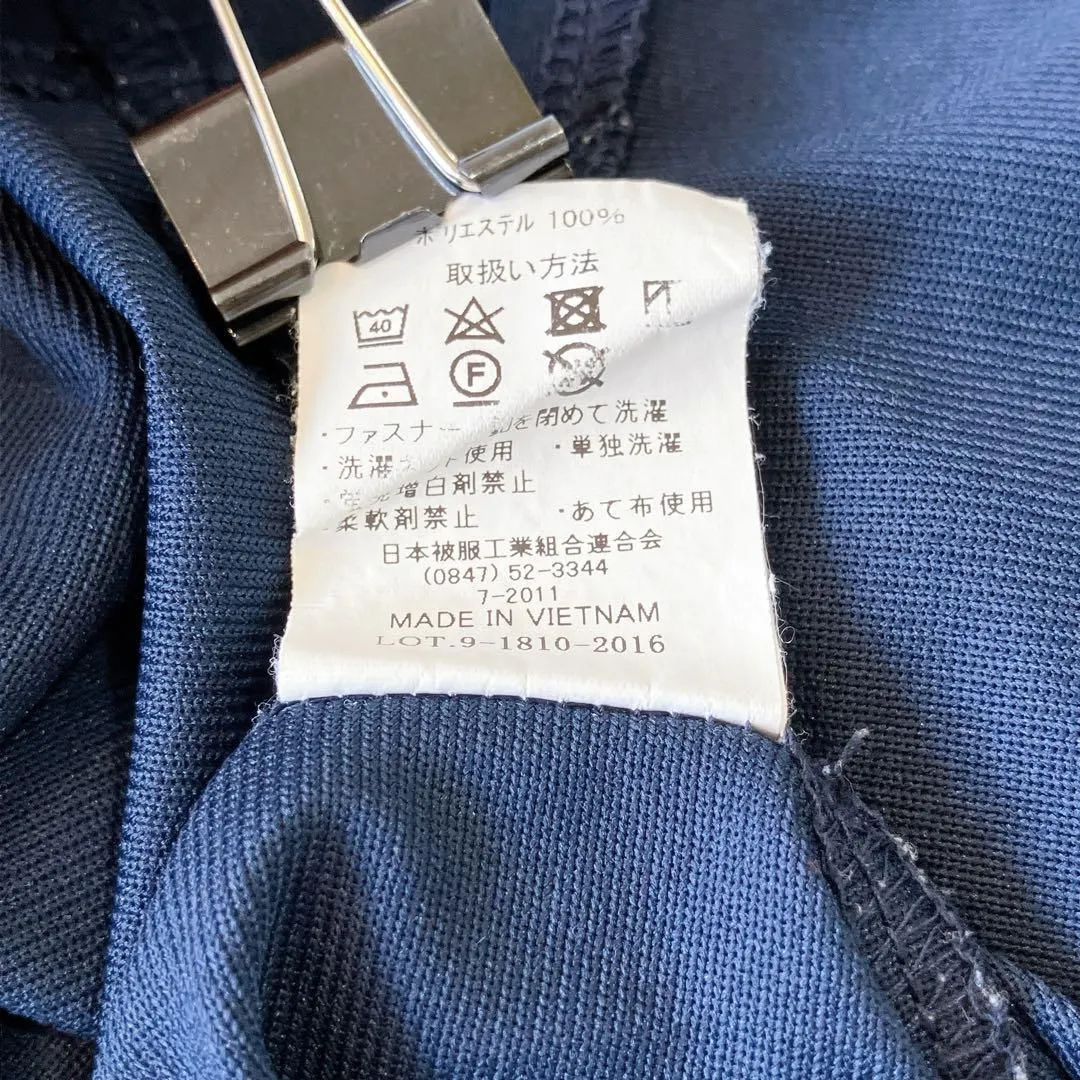 ポリエステル 100%
取扱い方法
40
F
・ファスナー を閉めて洗濯
・洗濯 使用 ・単独洗濯
増白剤禁止
柔軟剤禁止 ・あて布使用
日本被服工業組合連合会
(0847) 52-3344
7-2011
MADE IN VIETNAM
LOT.9-1810-2016